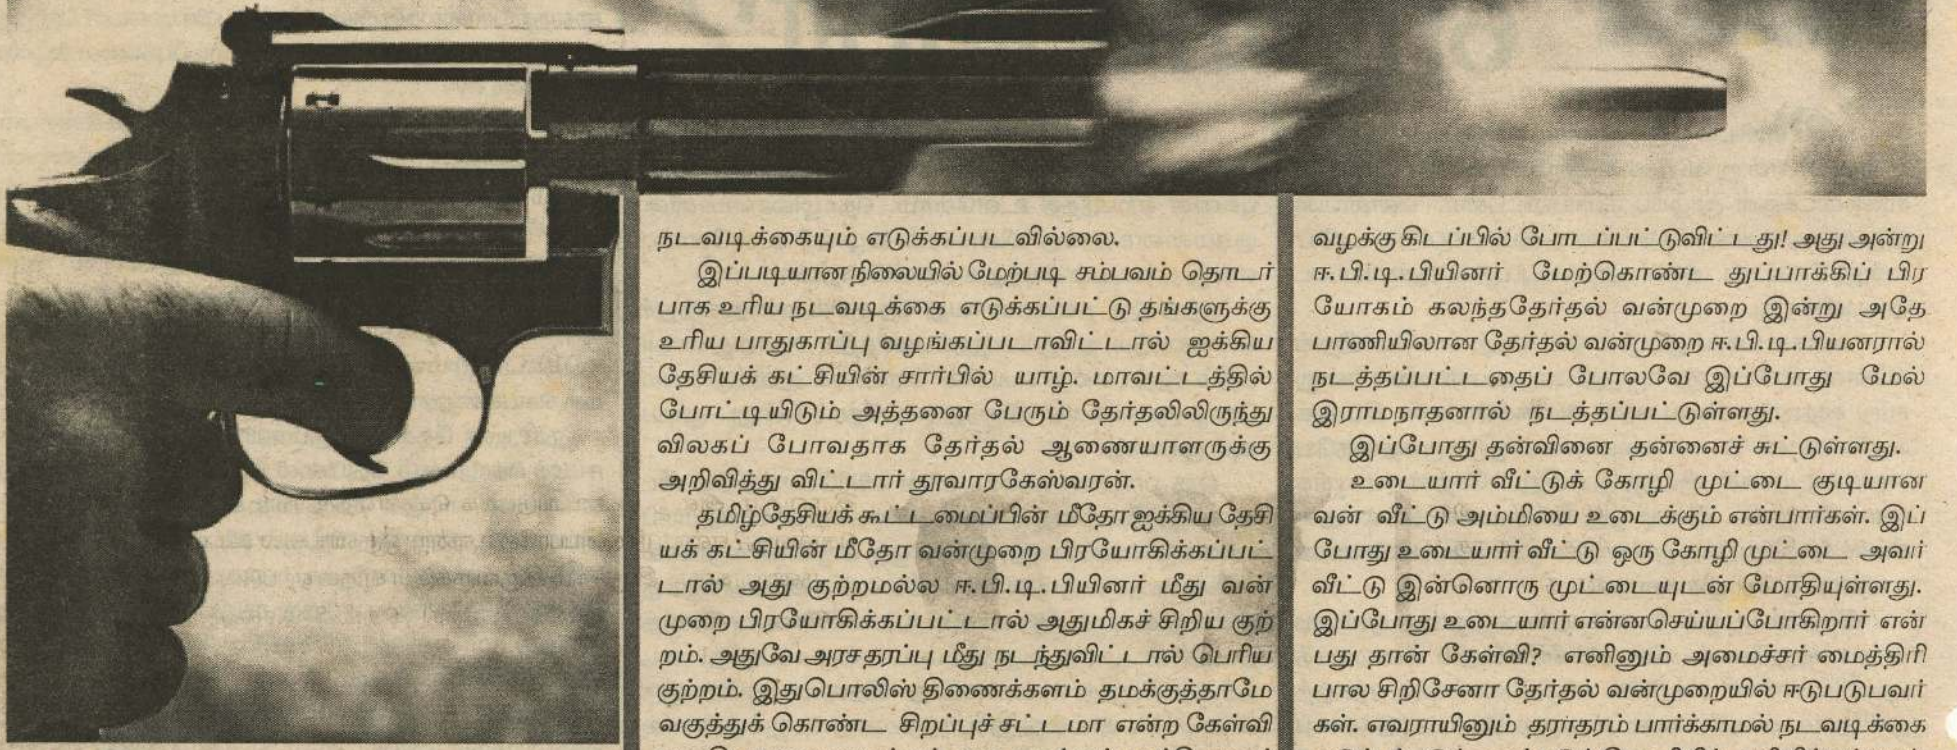 நடவடிக்கையும் எடுக்கப்படவில்லை.
இப்படியான நிலையில் மேற்படி சம்பவம் தொடர்
பாக உரிய நடவடிக்கை எடுக்கப்பட்டு தங்களுக்கு
உரிய பாதுகாப்பு வழங்கப்படாவிட்டால் ஐக்கிய
தேசியக் கட்சியின் சார்பில் யாழ். மாவட்டத்தில்
போட்டியிடும் அத்தனை பேரும் தேர்தலிலிருந்து
விலகப் போவதாக தேர்தல் ஆணையாளருக்கு
அறிவித்து விட்டார் தூவாரகேஸ்வரன்.
தமிழ்தேசியக் கூட்டமைப்பின் மீதோ ஐக்கிய தேசி
யக் கட்சியின் மீதோ வன்முறை பிரயோகிக்கப்பட்
டால் அது குற்றமல்ல ஈ.பி.டி.பியினர் மீது வன்
முறை பிரயோகிக்கப்பட்டால் அதுமிகச் சிறிய குற்
றம். அதுவே அரச தரப்பு மீது நடந்துவிட்டால் பெரிய
குற்றம். இதுபொலிஸ் திணைக்களம் தமக்குத்தாமே
வகுத்துக் கொண்ட சிறப்புச் சட்டமா என்ற கேள்வி
வழக்கு கிடப்பில் போடப்பட்டுவிட்டது! அது அன்று
ஈ.பி.டி.பியினர் மேற்கொண்ட துப்பாக்கிப் பிர
யோகம் கலந்ததேர்தல் வன்முறை இன்று அதே
பாணியிலான தேர்தல் வன்முறை ஈ.பி.டி.பியனரால்
நடத்தப்பட்டதைப் போலவே இப்போது மேல்
இராமநாதனால் நடத்தப்பட்டுள்ளது.
இப்போது தன்வினை தன்னைச் சுட்டுள்ளது.
உடையார் வீட்டுக் கோழி முட்டை குடியான
வன் வீட்டு அம்மியை உடைக்கும் என்பார்கள். இப்
போது உடையார் வீட்டு ஒரு கோழி முட்டை அவர்
வீட்டு இன்னொரு முட்டையுடன் மோதியுள்ளது.
இப்போது உடையார் என்னசெய்யப்போகிறார் என்
பது தான் கேள்வி? எனினும் அமைச்சர் மைத்திரி
பால சிறிசேனா தேர்தல் வன்முறையில் ஈடுபடுபவர்
கள். எவராயினும் தராதரம் பார்க்காமல் நடவடிக்கை